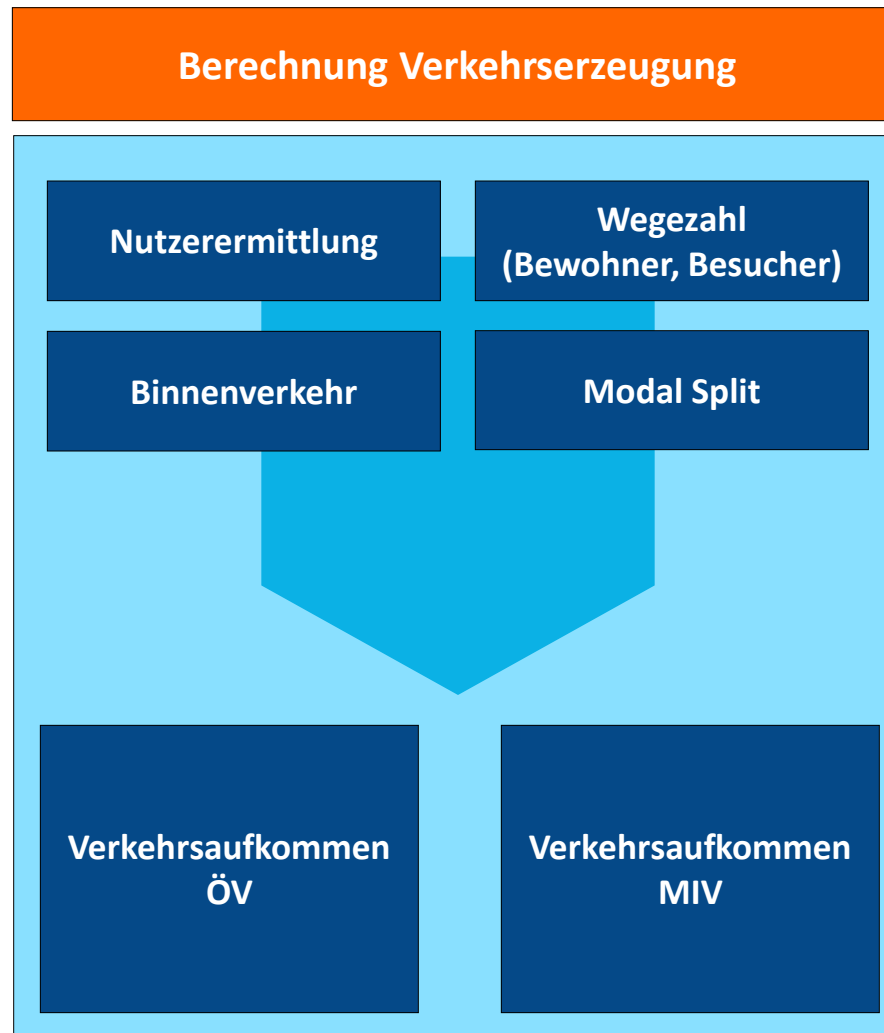 Berechnung Verkehrserzeugung
Nutzerermittlung
Wegezahl
(Bewohner, Besucher)
Binnenverkehr
Modal Split
Verkehrsaufkommen
ÖV
Verkehrsaufkommen
MIV